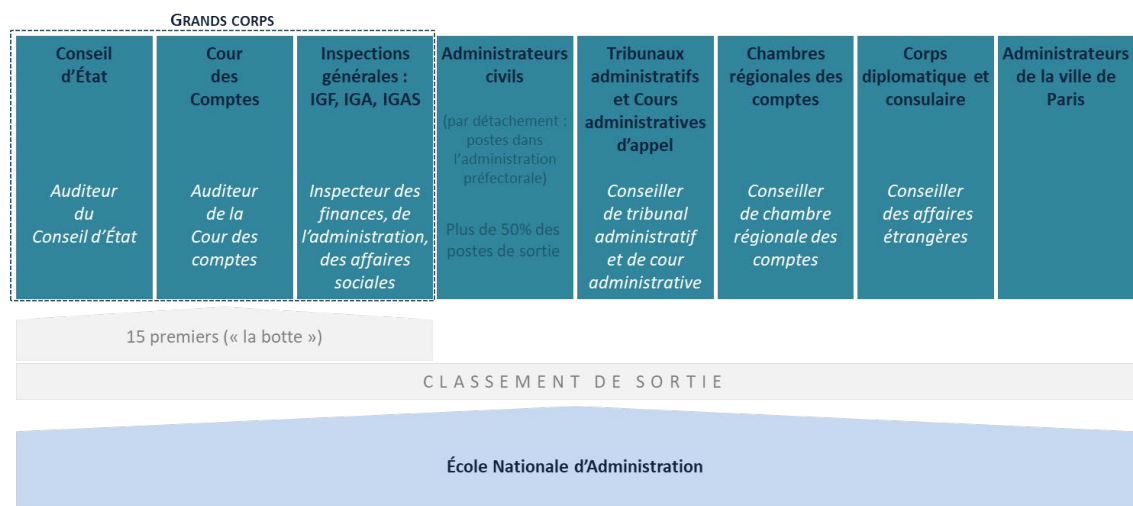 GRANDS CORPS
Conseil
d’État
Auditeur
du
Conseil d’État
Cour
des
Comptes
Auditeur
de la
Cour des
comptes
Inspections
générales :
IGF, IGA, IGAS
Inspecteur des
finances, de
l’administration,
des affaires
sociales
Administrateurs
civils
(par détachement :
postes dans
l’administration
préfectorale)
Plus de 50% des
postes de sortie
Tribunaux
administratifs
et Cours
administratives
d’appel
Conseiller
de tribunal
administratif
et de cour
administrative
Chambres
régionales des
comptes
Conseiller
de chambre
régionale des
comptes
Corps
diplomatique et
consulaire
Conseiller
des affaires
étrangères
Administrateurs
de la ville de
Paris
15 premiers (« la botte »)
CLASSEMENT DE SORTIE
École Nationale d’Administration